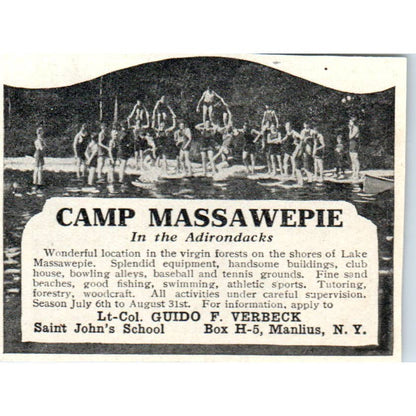 CAMP MASSAWEPIE
In the Adirondacks
Wonderful location in the virgin forests on the shores of Lake
Massawepie. Splendid equipment, handsome buildings, club
house, bowling alleys, baseball and tennis grounds. Fine sand
beaches, good fishing, swimming, athletic sports. Tutoring,
forestry, woodcraft. All activities under careful supervision.
Season July 6th to August 31st. For information, apply to
Lt-Col. GUIDO F. VERBECK
Saint John's School Box H-5, Manlius, N. Y.